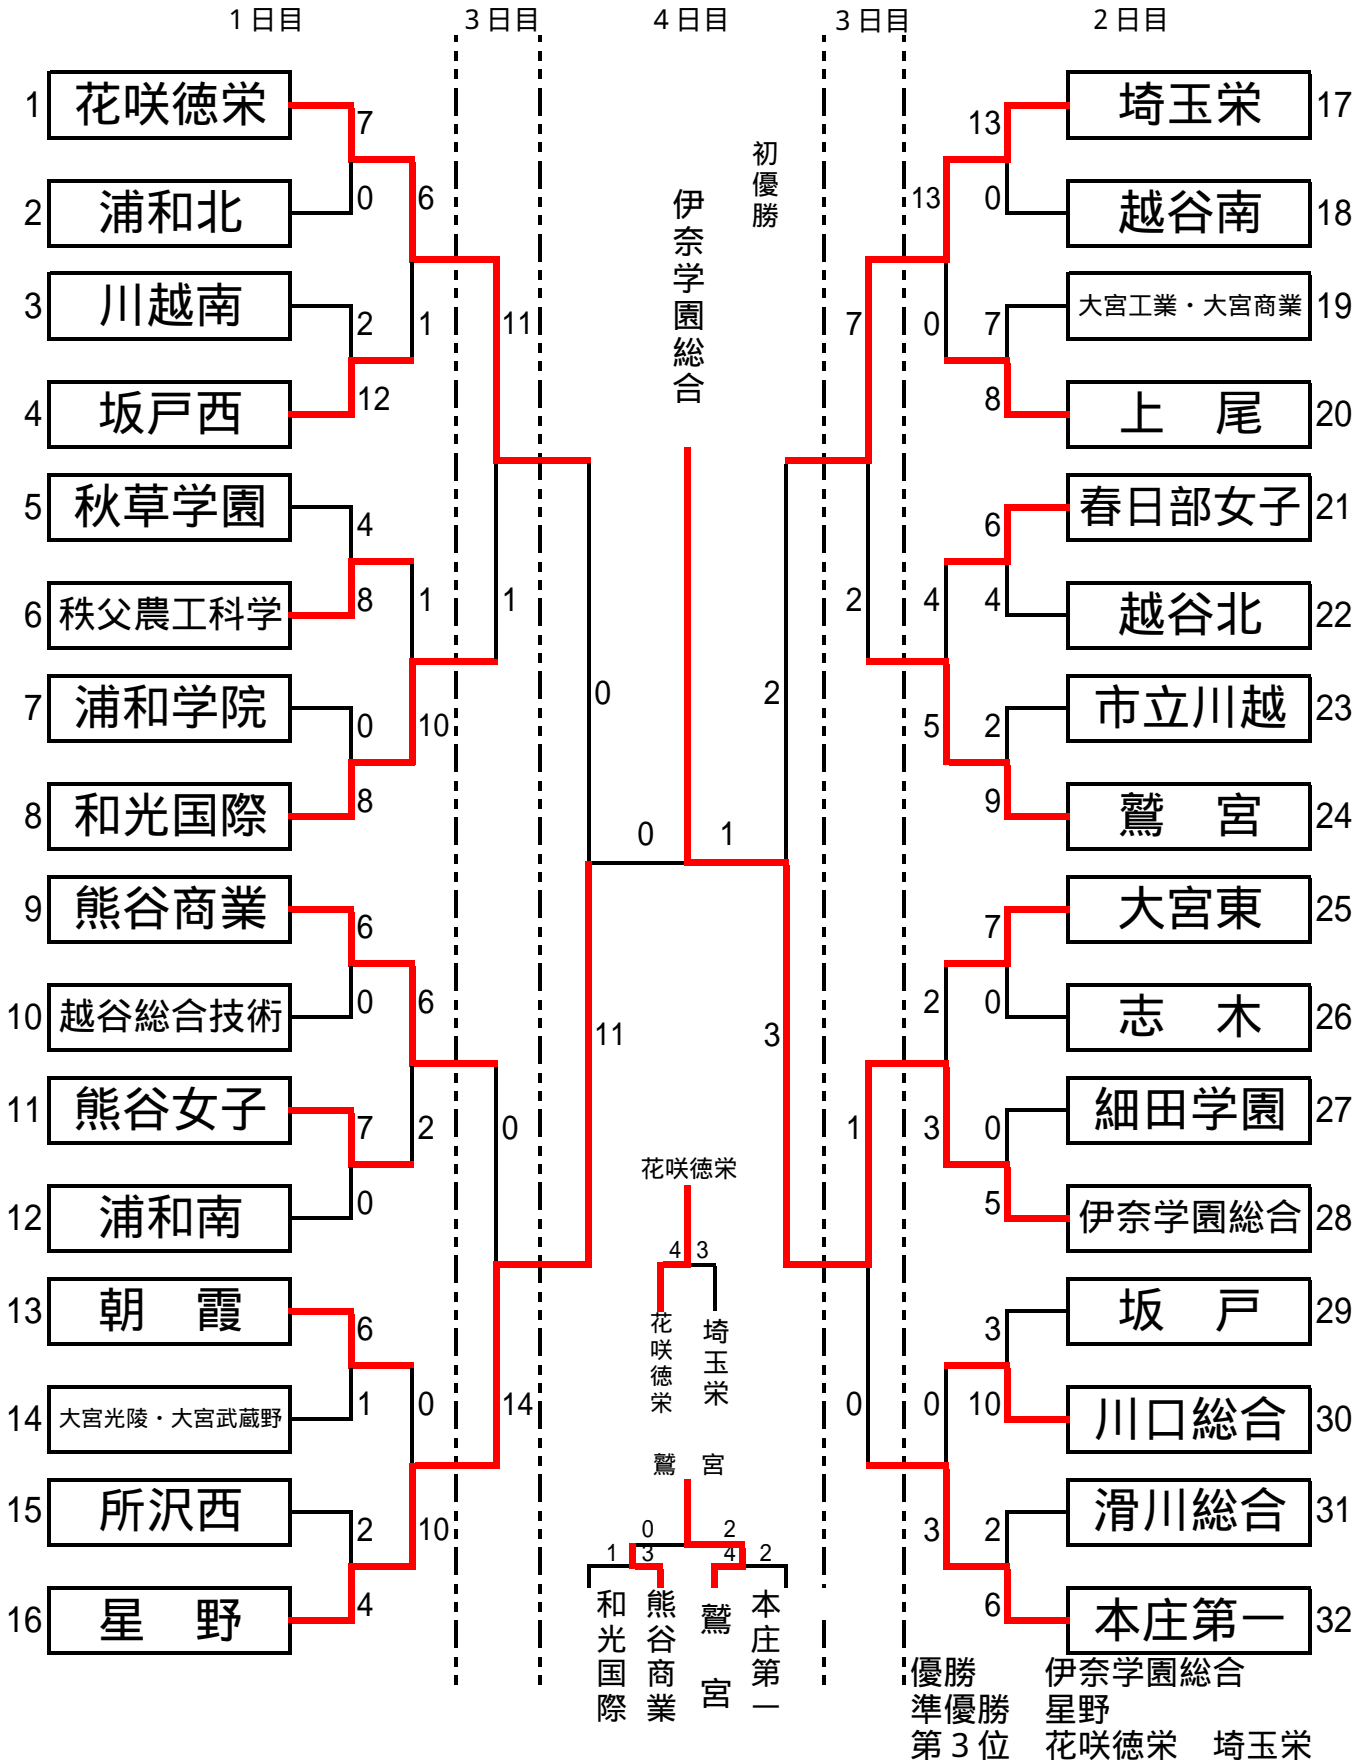 1日目 3日目 4日目 3日目 2日目
1 花咲徳栄 7
2 浦和北 0
6
3 川越南 2
4 坂戸西 12
1
11
5 秋草学園 4
6 秩父農工科学 8
1
7 浦和学院 0
8 和光国際 8
10
1
0
9 熊谷商業 6
10 越谷総合技術 0
6
11 熊谷女子 7
12 浦和南 0
2
0
13 朝　霞 6
14 大宮光陵・大宮武蔵野 1
0
15 所沢西 2
16 星　野 4
10
14
11
初優勝
伊奈学園総合
0 1
13 埼玉栄 17
0 越谷南 18
13
7 大宮工業・大宮商業 19
8 上　尾 20
0
7
6 春日部女子 21
4 越谷北 22
4
2 市立川越 23
9 鷲　宮 24
5
2
2
7 大宮東 25
0 志　木 26
2
0 細田学園 27
5 伊奈学園総合 28
3
1
3 坂　戸 29
10 川口総合 30
0
2 滑川総合 31
6 本庄第一 32
3
0
3
花咲徳栄
4 3
花咲徳栄 埼玉栄
鷲　宮
0 2
1 3 4 2
和光国際 熊谷商業 鷲　宮 本庄第一
優勝　伊奈学園総合
準優勝　星野
第3位　花咲徳栄　埼玉栄